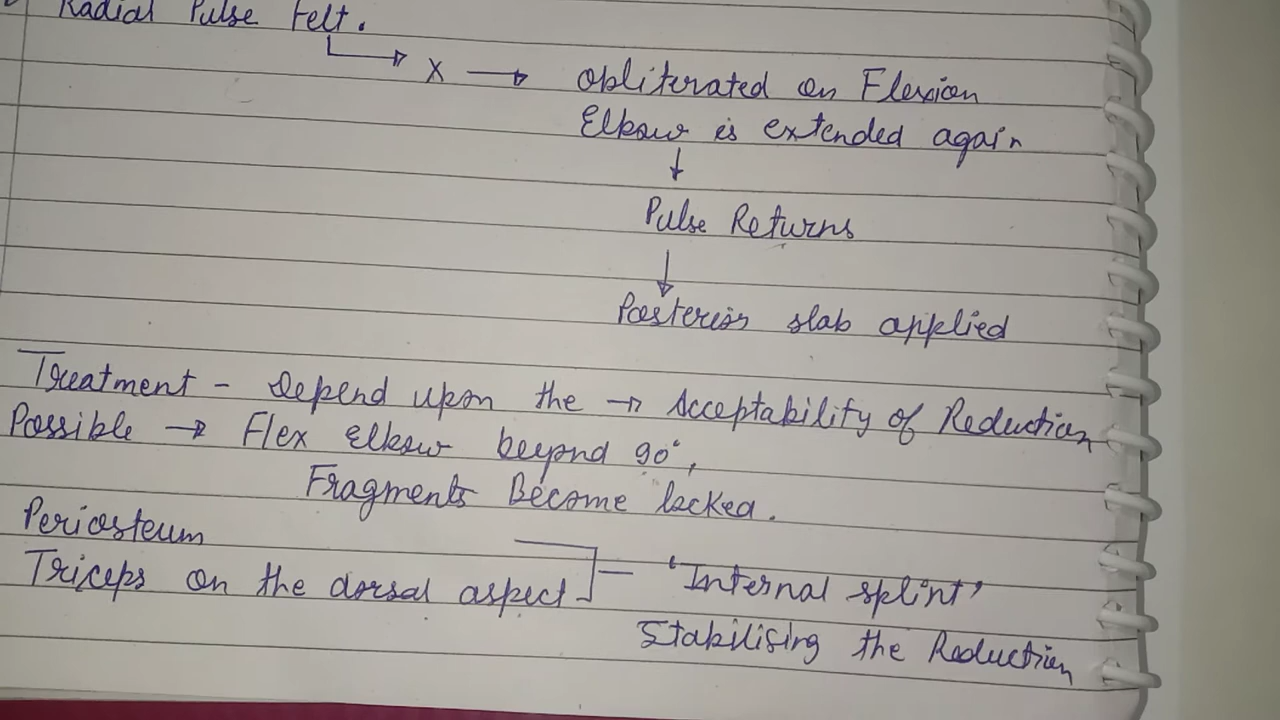 Radial Pulse Felt.
X → obliterated on Flexion
Elbow is extended again
↓
Pulse Returns
↓
Posterior slab applied
Treatment - Depend upon the → Acceptability of Reduction
Possible → Flex Elbow beyond 90°,
Fragments Become locked.
Periosteum
Triceps on the dorsal aspect ] — 'Internal splint'
Stabilising the Reduction